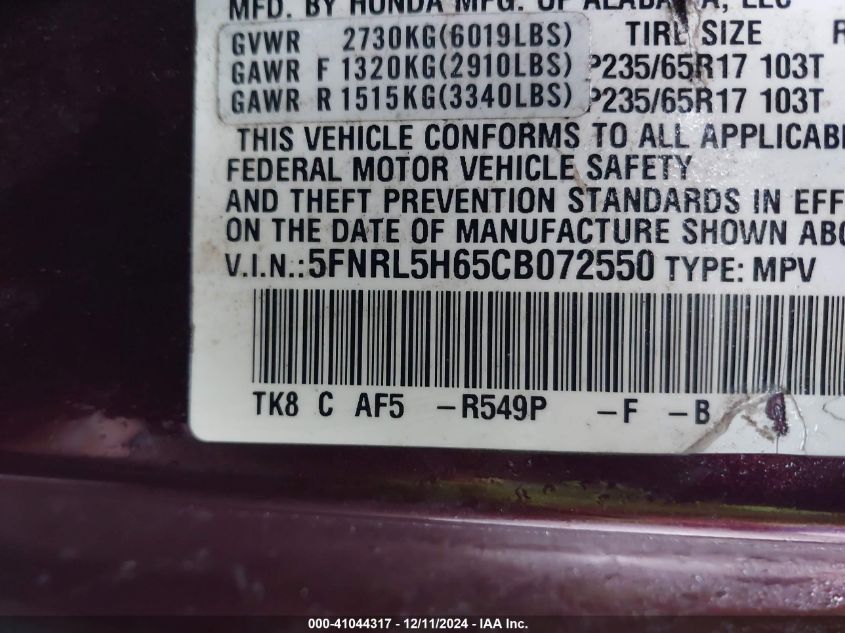 MFD. BY HONDA MFG. OF ALABAMA, LLC
GVWR 2730KG(6019LBS) TIRE SIZE R
GAWR F 1320KG(2910LBS) P235/65R17 103T
GAWR R 1515KG(3340LBS) P235/65R17 103T
THIS VEHICLE CONFORMS TO ALL APPLICABL
FEDERAL MOTOR VEHICLE SAFETY
AND THEFT PREVENTION STANDARDS IN EFF
ON THE DATE OF MANUFACTURE SHOWN ABO
V.I.N.:5FNRL5H65CB072550 TYPE: MPV
TK8 C AF5 -R549P -F -B
000-41044317 - 12/11/2024 - IAA Inc.